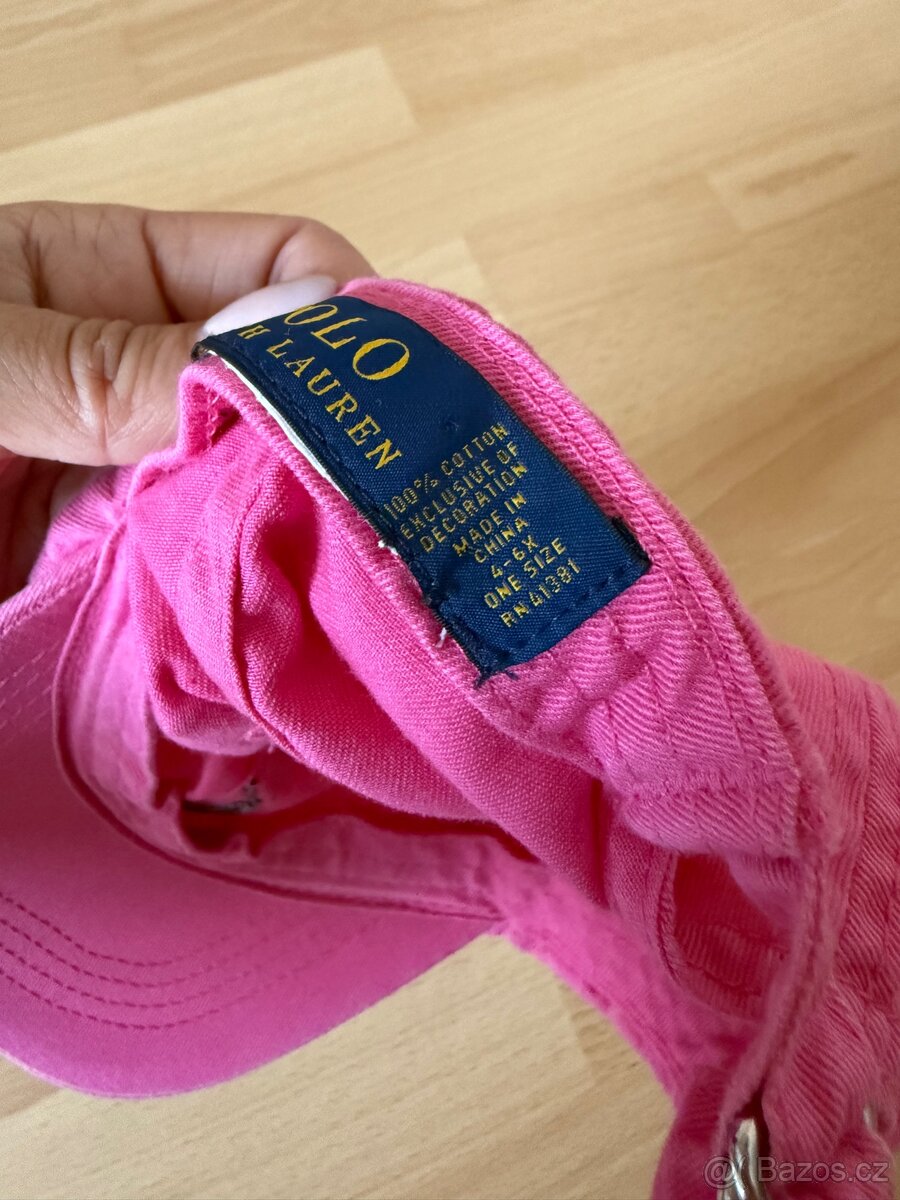 OLO
H LAUREN
100% COTTON
EXCLUSIVE OF
DECORATION
MADE IN
CHINA
4-6X
ONE SIZE
RN 41381
© Bazos.cz